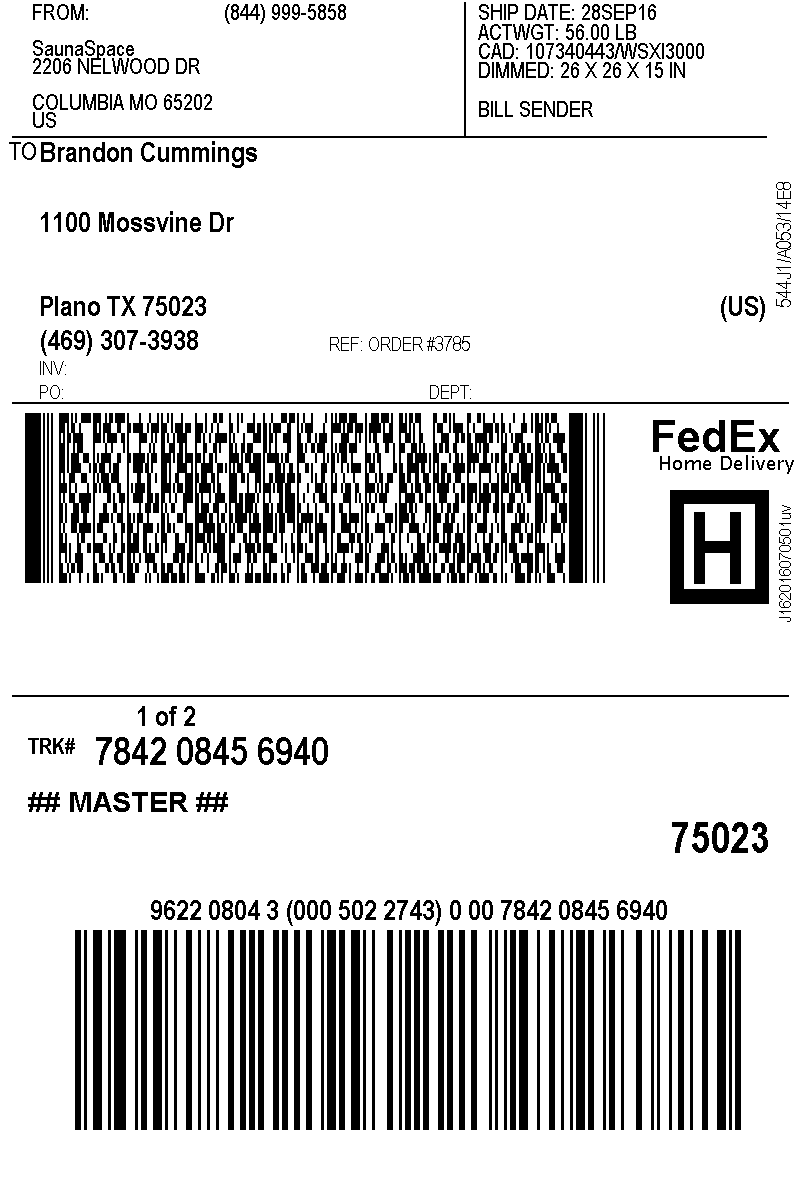 FROM: (844) 999-5858
SaunaSpace
2206 NELWOOD DR
COLUMBIA MO 65202
US
SHIP DATE: 28SEP16
ACTWGT: 56.00 LB
CAD: 107340443/WSXI3000
DIMMED: 26 X 26 X 15 IN
BILL SENDER
TO Brandon Cummings
1100 Mossvine Dr
Plano TX 75023 (US)
(469) 307-3938 REF: ORDER #3785
INV:
PO: DEPT:
544J1/A053/14E8
FedEx
Home Delivery
H
J162016070501uv
1 of 2
TRK# 7842 0845 6940
## MASTER ##
75023
9622 0804 3 (000 502 2743) 0 00 7842 0845 6940